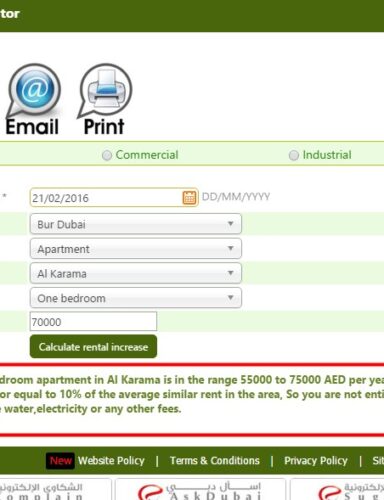 tor
Email Print
Commercial Industrial
* 21/02/2016 DD/MM/YYYY
Bur Dubai
Apartment
Al Karama
One bedroom
70000
Calculate rental increase
droom apartment in Al Karama is in the range 55000 to 75000 AED per yea
or equal to 10% of the average similar rent in the area, So you are not enti
e water,electricity or any other fees.
New Website Policy | Terms & Conditions | Privacy Policy | Sit
الشكاوي الإلكترونية اسأل دبي
Complain AskDubai Sug